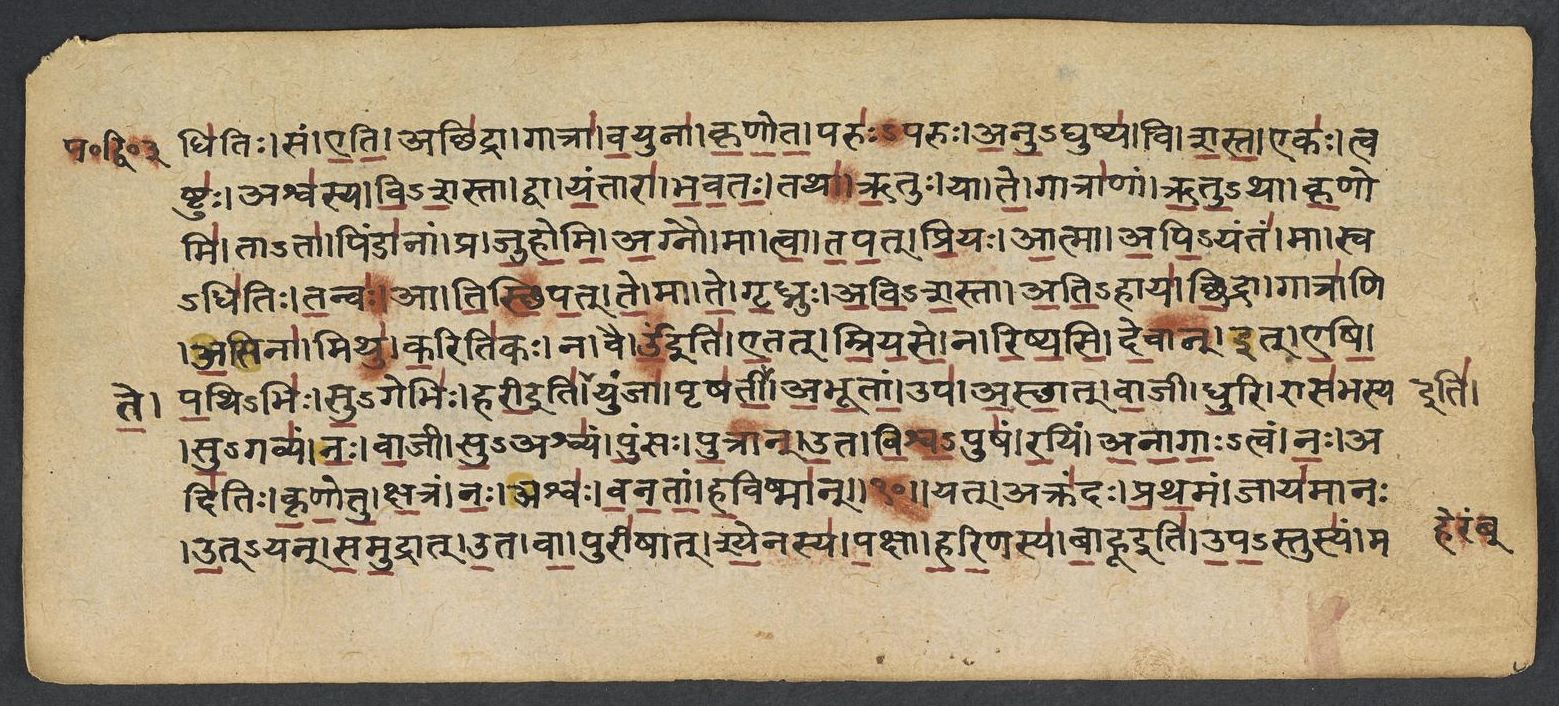 प॰द्वि॰३
धितिः।सं।एति।अछिद्रा।गात्रा।वयुना।कृणोत।परुःऽपरुः।अनुऽघुष्य।वि।शस्त।एकः।त्व
ष्टुः।अश्वस्य।विऽशस्ता।द्वा।यंतारा।भवतः।तथा।ऋतुः।या।ते।गात्राणां।ऋतुऽथा।कृणो
मि।ताऽता।पिंडानां।प्र।जुहोमि।अग्नौ।मा।त्वा।तपत्।प्रियः।आत्मा।अपिऽयंतं।मा।स्व
ऽधितिः।तन्वः।आ।तिस्थिपत्।ते।मा।ते।गृध्नुः।अविऽशस्ता।अतिऽहाय।छिद्रा।गात्राणि
।असिना।मिथु।करितिकः।न।वै।ऊंइति।एतत्।म्रियसे।न।रिष्यसि।देवान्।इत्।एषि।
ते।
पथिऽभिः।सुऽगेभिः।हरीइति।युंजा।पृषती।अभूतां।उप।अस्थात्।वाजी।धुरि।रासभस्य
इति।
।सुऽगव्यं।नः।वाजी।सुऽअश्व्यं।पुंसः।पुत्रान्।उत।विश्वऽपुषं।रयिं।अनागाःऽत्वं।नः।अ
दितिः।कृणोतु।क्षत्रं।नः।अश्वः।वनतां।हविष्मान्॥१०॥यत्।अक्रंदः।प्रथमं।जायमानः
।उत्ऽयन्।समुद्रात्।उत।वा।पुरीषात्।श्येनस्य।पक्षा।हरिणस्य।बाहूइति।उपऽस्तुत्यं।म
हेरंबू